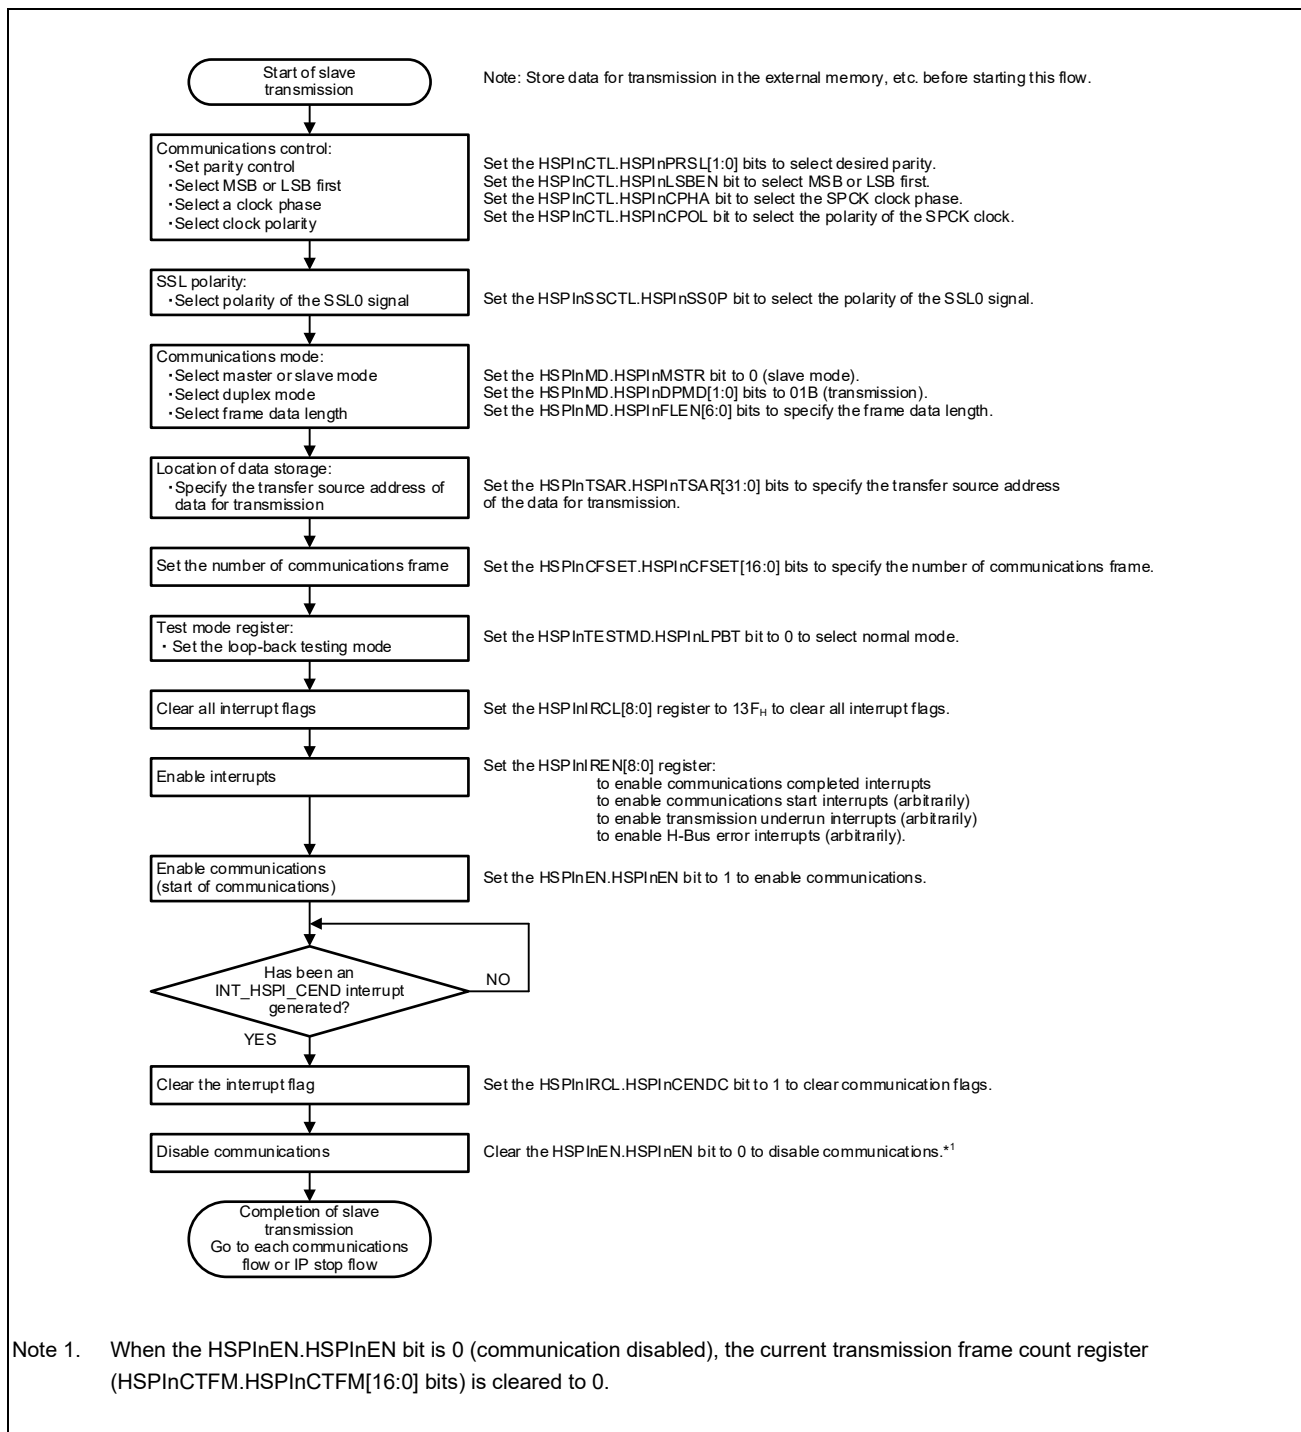 Start of slave
transmission
Note: Store data for transmission in the external memory, etc. before starting this flow.
Communications control:
・Set parity control
・Select MSB or LSB first
・Select a clock phase
・Select clock polarity
Set the HSPInCTL.HSPInPRSL[1:0] bits to select desired parity.
Set the HSPInCTL.HSPInLSBEN bit to select MSB or LSB first.
Set the HSPInCTL.HSPInCPHA bit to select the SPCK clock phase.
Set the HSPInCTL.HSPInCPOL bit to select the polarity of the SPCK clock.
SSL polarity:
・Select polarity of the SSL0 signal
Set the HSPInSSCTL.HSPInSS0P bit to select the polarity of the SSL0 signal.
Communications mode:
・Select master or slave mode
・Select duplex mode
・Select frame data length
Set the HSPInMD.HSPInMSTR bit to 0 (slave mode).
Set the HSPInMD.HSPInDPMD[1:0] bits to 01B (transmission).
Set the HSPInMD.HSPInFLEN[6:0] bits to specify the frame data length.
Location of data storage:
・Specify the transfer source address of
data for transmission
Set the HSPInTSAR.HSPInTSAR[31:0] bits to specify the transfer source address
of the data for transmission.
Set the number of communications frame
Set the HSPInCFSET.HSPInCFSET[16:0] bits to specify the number of communications frame.
Test mode register:
・Set the loop-back testing mode
Set the HSPInTESTMD.HSPInLPBT bit to 0 to select normal mode.
Clear all interrupt flags
Set the HSPInIRCL[8:0] register to 13FH to clear all interrupt flags.
Enable interrupts
Set the HSPInIREN[8:0] register:
to enable communications completed interrupts
to enable communications start interrupts (arbitrarily)
to enable transmission underrun interrupts (arbitrarily)
to enable H-Bus error interrupts (arbitrarily).
Enable communications
(start of communications)
Set the HSPInEN.HSPInEN bit to 1 to enable communications.
Has been an
INT_HSPI_CEND interrupt
generated?
NO
YES
Clear the interrupt flag
Set the HSPInIRCL.HSPInCENDC bit to 1 to clear communication flags.
Disable communications
Clear the HSPInEN.HSPInEN bit to 0 to disable communications.*1
Completion of slave
transmission
Go to each communications
flow or IP stop flow
Note 1. When the HSPInEN.HSPInEN bit is 0 (communication disabled), the current transmission frame count register
(HSPInCTFM.HSPInCTFM[16:0] bits) is cleared to 0.